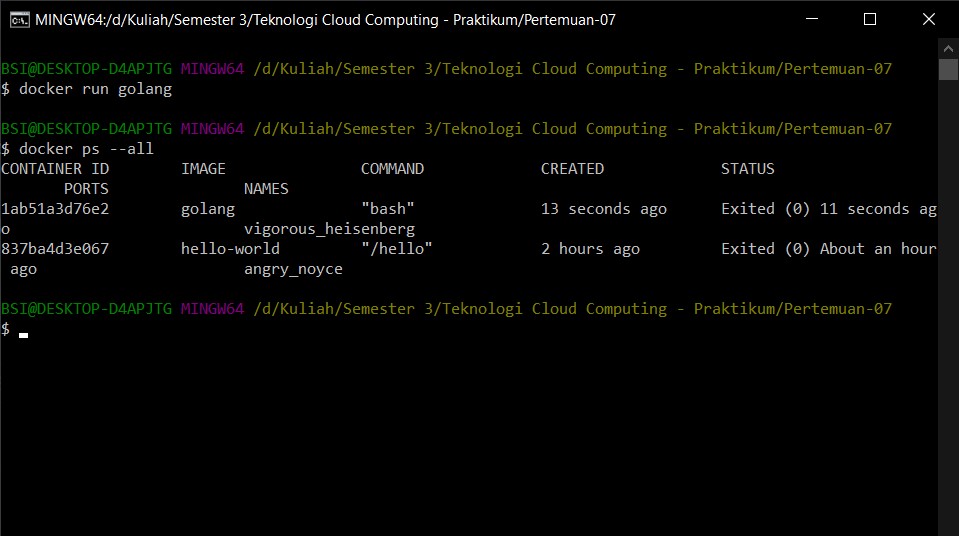 MINGW64:/d/Kuliah/Semester 3/Teknologi Cloud Computing - Praktikum/Pertemuan-07
BSI@DESKTOP-D4APJTG MINGW64 /d/Kuliah/Semester 3/Teknologi Cloud Computing - Praktikum/Pertemuan-07
$ docker run golang
BSI@DESKTOP-D4APJTG MINGW64 /d/Kuliah/Semester 3/Teknologi Cloud Computing - Praktikum/Pertemuan-07
$ docker ps --all
CONTAINER ID        IMAGE               COMMAND             CREATED             STATUS
       PORTS               NAMES
1ab51a3d76e2        golang              "bash"              13 seconds ago      Exited (0) 11 seconds ag
o                          vigorous_heisenberg
837ba4d3e067        hello-world         "/hello"            2 hours ago         Exited (0) About an hour
 ago                       angry_noyce
BSI@DESKTOP-D4APJTG MINGW64 /d/Kuliah/Semester 3/Teknologi Cloud Computing - Praktikum/Pertemuan-07
$